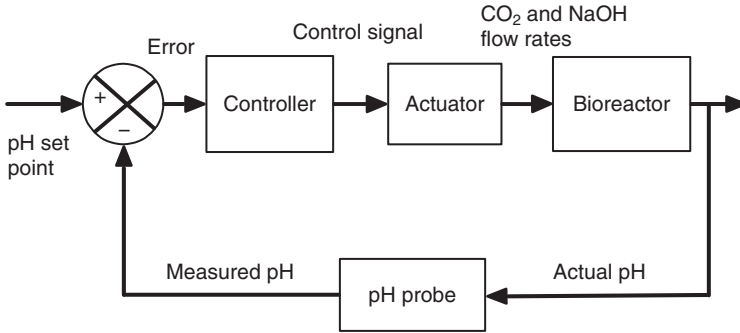 CO₂ and NaOH
flow rates
Control signal
Error
+
−
Controller
Actuator
Bioreactor
pH set
point
Measured pH
pH probe
Actual pH